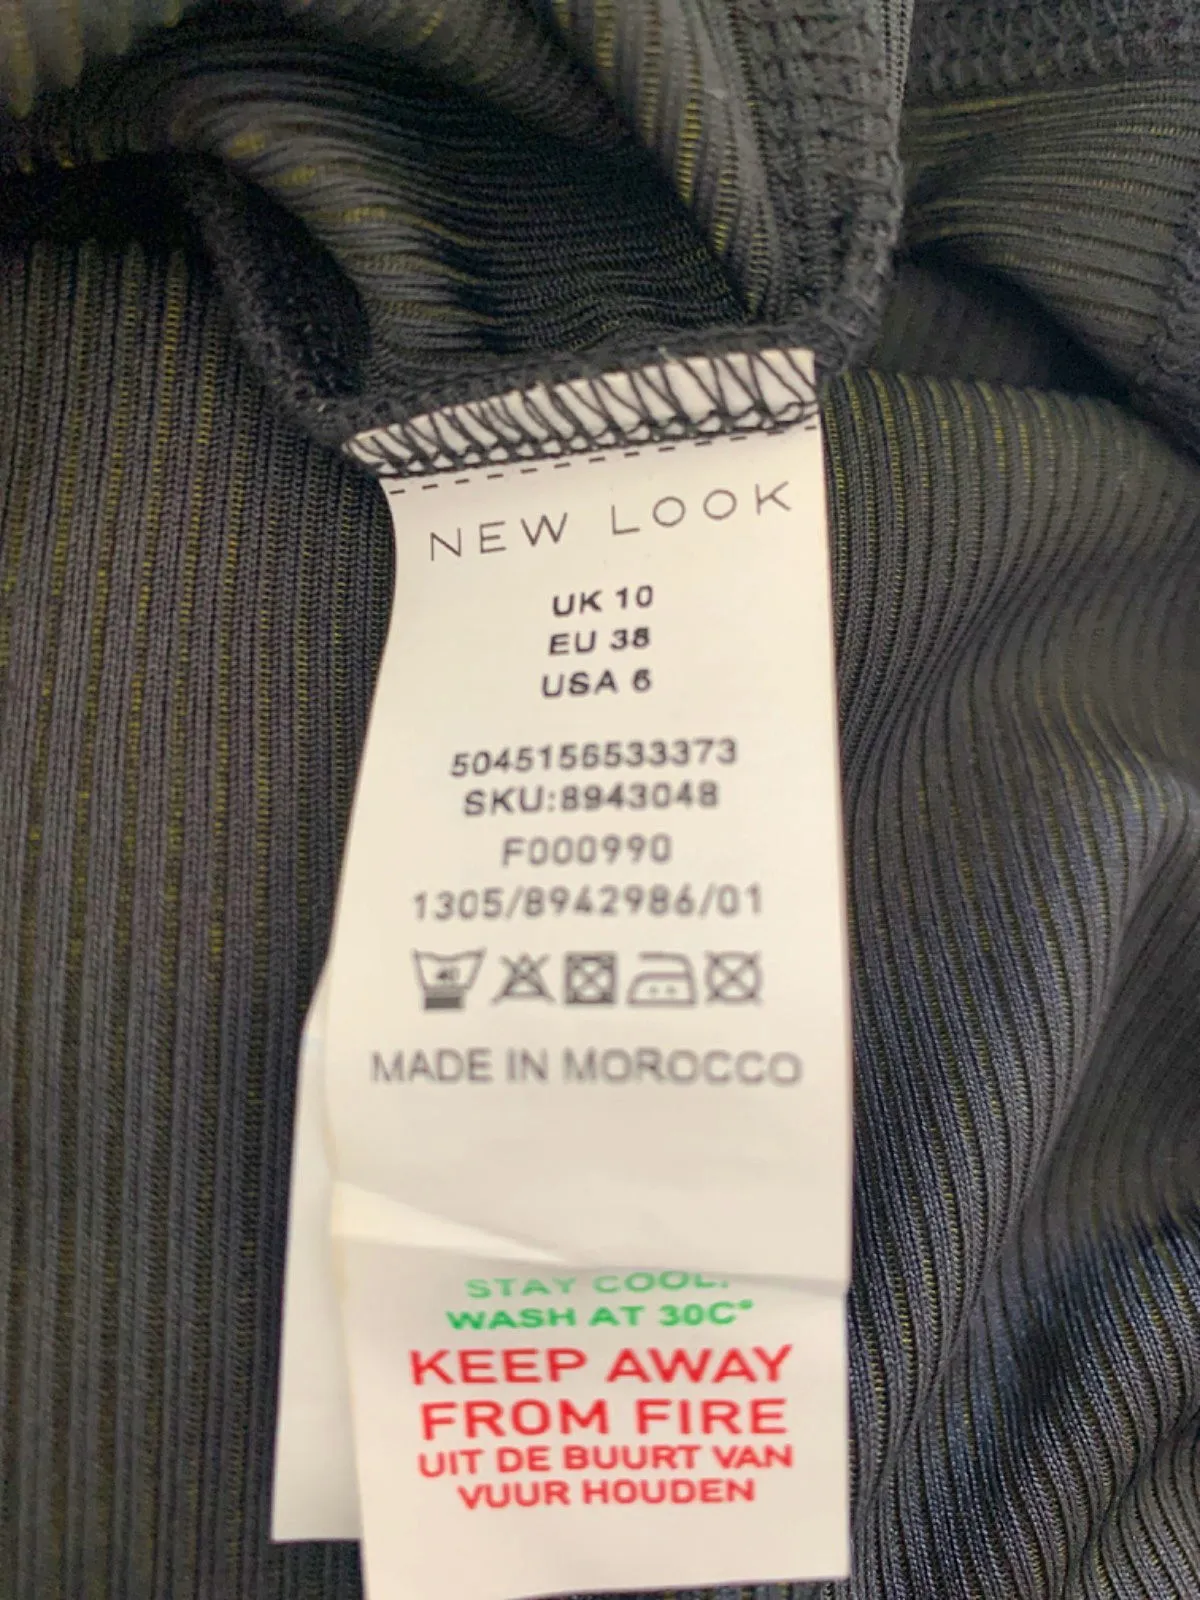 NEW LOOK
UK 10
EU 38
USA 6
5045156533373
SKU:8943048
F000990
1305/8942986/01
40
MADE IN MOROCCO
STAY COOL.
WASH AT 30C°
KEEP AWAY
FROM FIRE
UIT DE BUURT VAN
VUUR HOUDEN